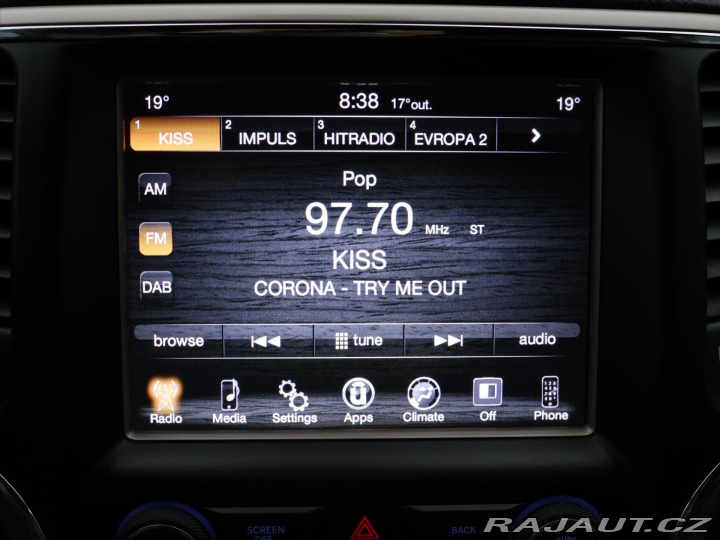 19° 8:38 17°out. 19°
1 KISS 2 IMPULS 3 HITRADIO 4 EVROPA 2
Pop
AM
97.70 MHz ST
FM
KISS
DAB
CORONA - TRY ME OUT
browse tune audio
Radio Media Settings Apps Climate Off Phone
SCREEN OFF BACK
RAJAUT.CZ